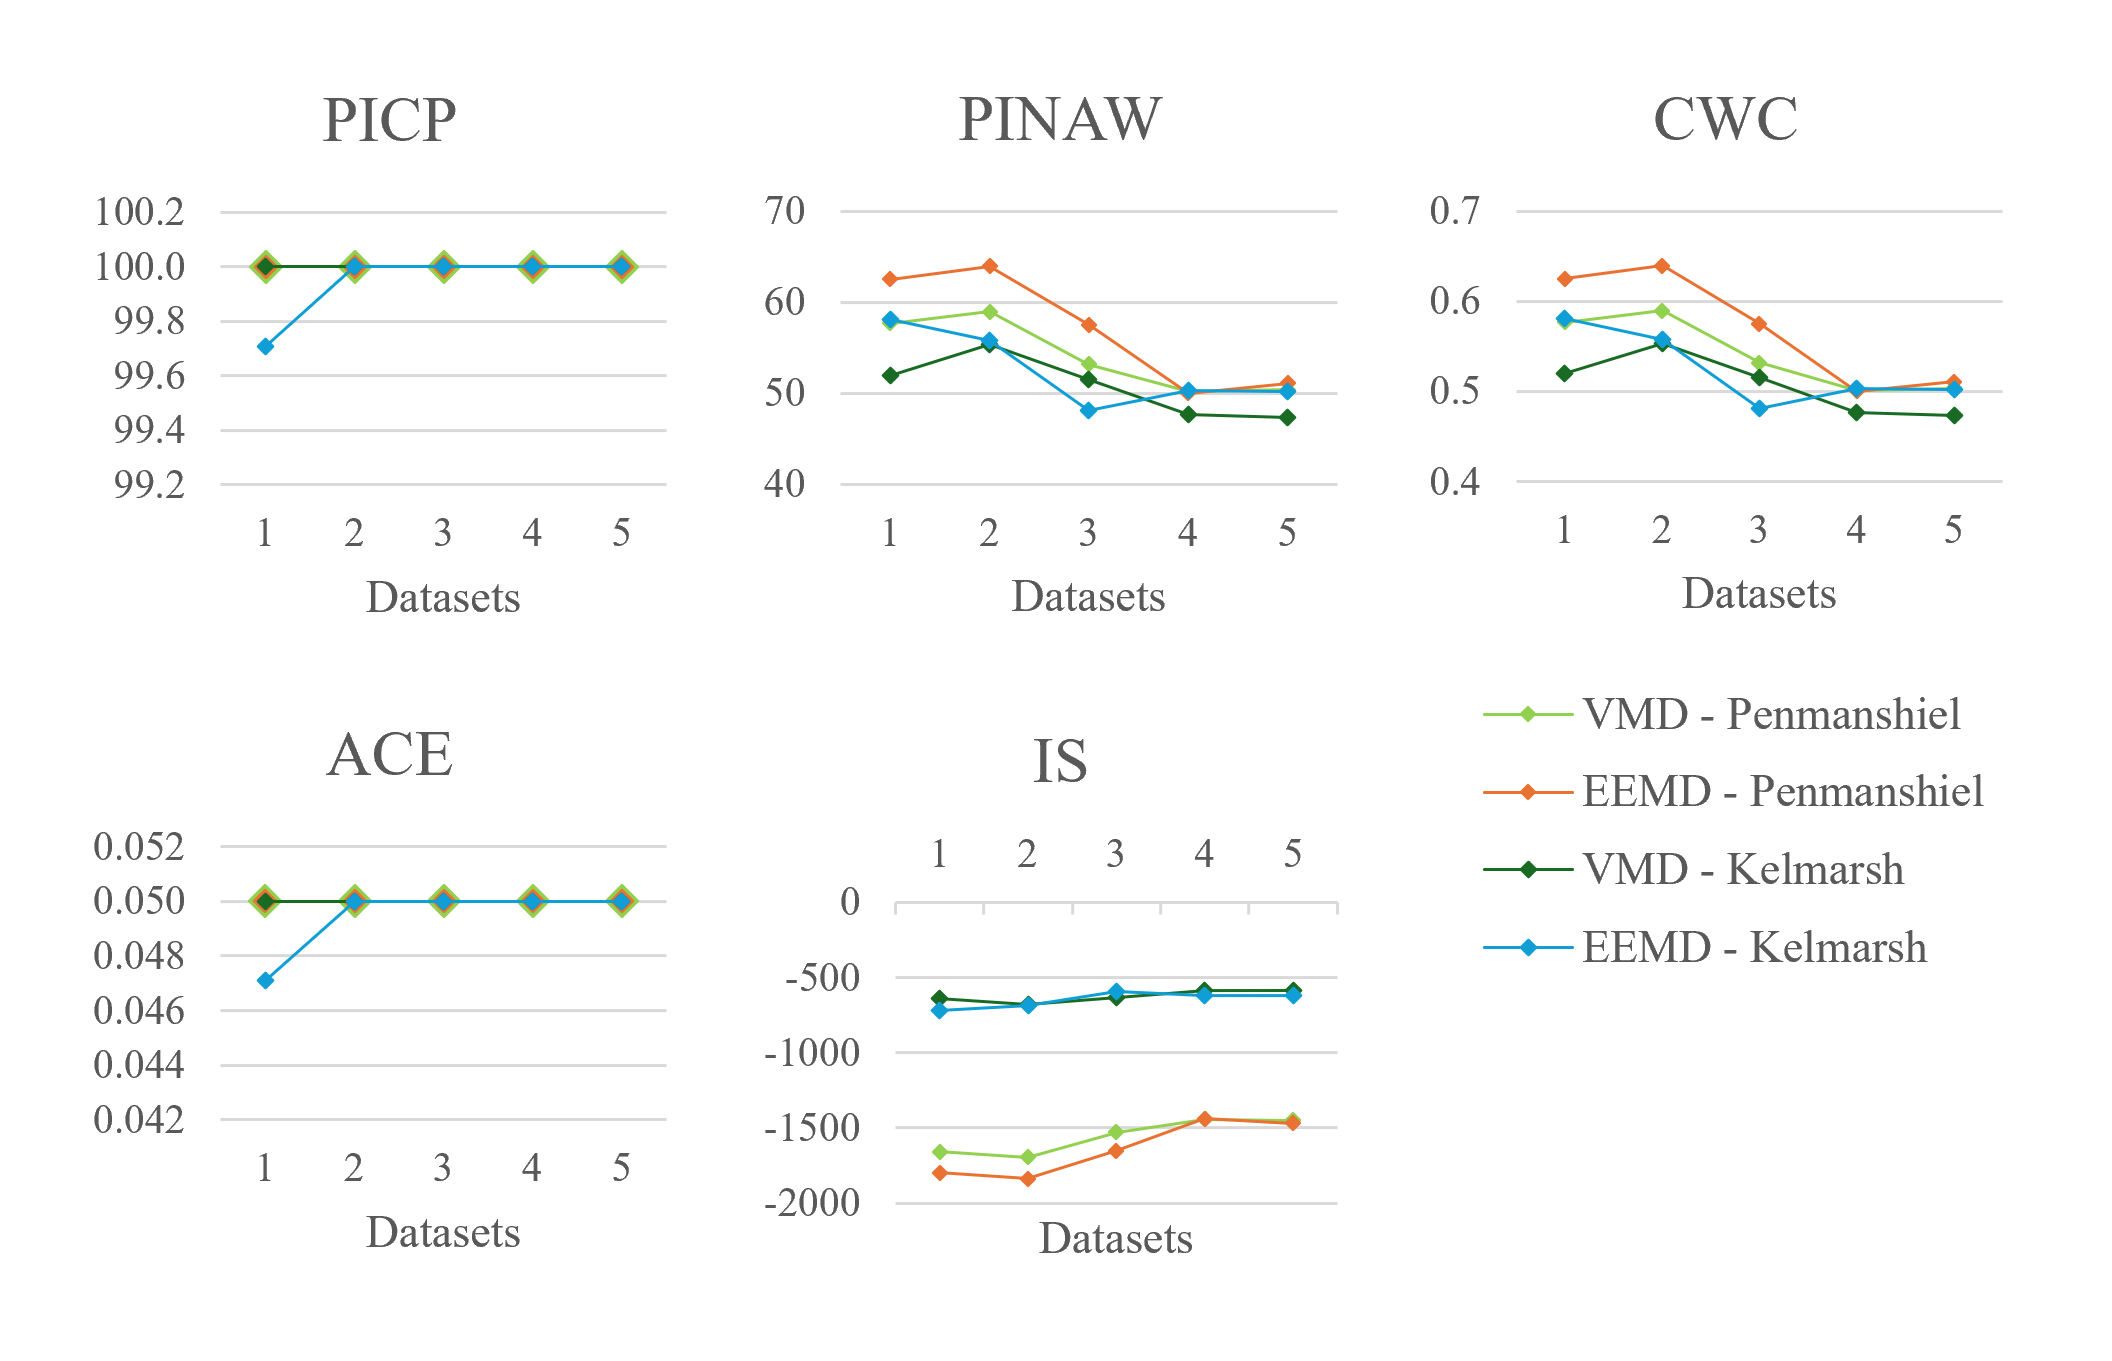 PICP
100.2
100.0
99.8
99.6
99.4
99.2
1 2 3 4 5
Datasets
PINAW
70
60
50
40
1 2 3 4 5
Datasets
CWC
0.7
0.6
0.5
0.4
1 2 3 4 5
Datasets
ACE
0.052
0.050
0.048
0.046
0.044
0.042
1 2 3 4 5
Datasets
IS
1 2 3 4 5
0
-500
-1000
-1500
-2000
Datasets
VMD - Penmanshiel
EEMD - Penmanshiel
VMD - Kelmarsh
EEMD - Kelmarsh